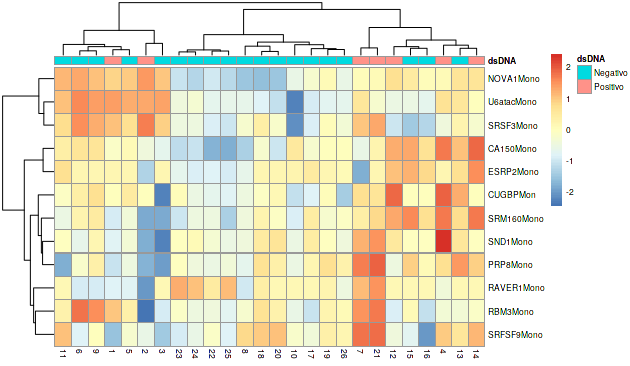 dsDNA
dsDNA
Negativo
Positivo
2
1
0
-1
-2
NOVA1Mono
U6atacMono
SRSF3Mono
CA150Mono
ESRP2Mono
CUGBPMon
SRM160Mono
SND1Mono
PRP8Mono
RAVER1Mono
RBM3Mono
SRFSF9Mono
11 6 9 1 5 2 3 23 24 22 25 8 18 20 10 17 19 26 7 21 12 15 16 4 13 14